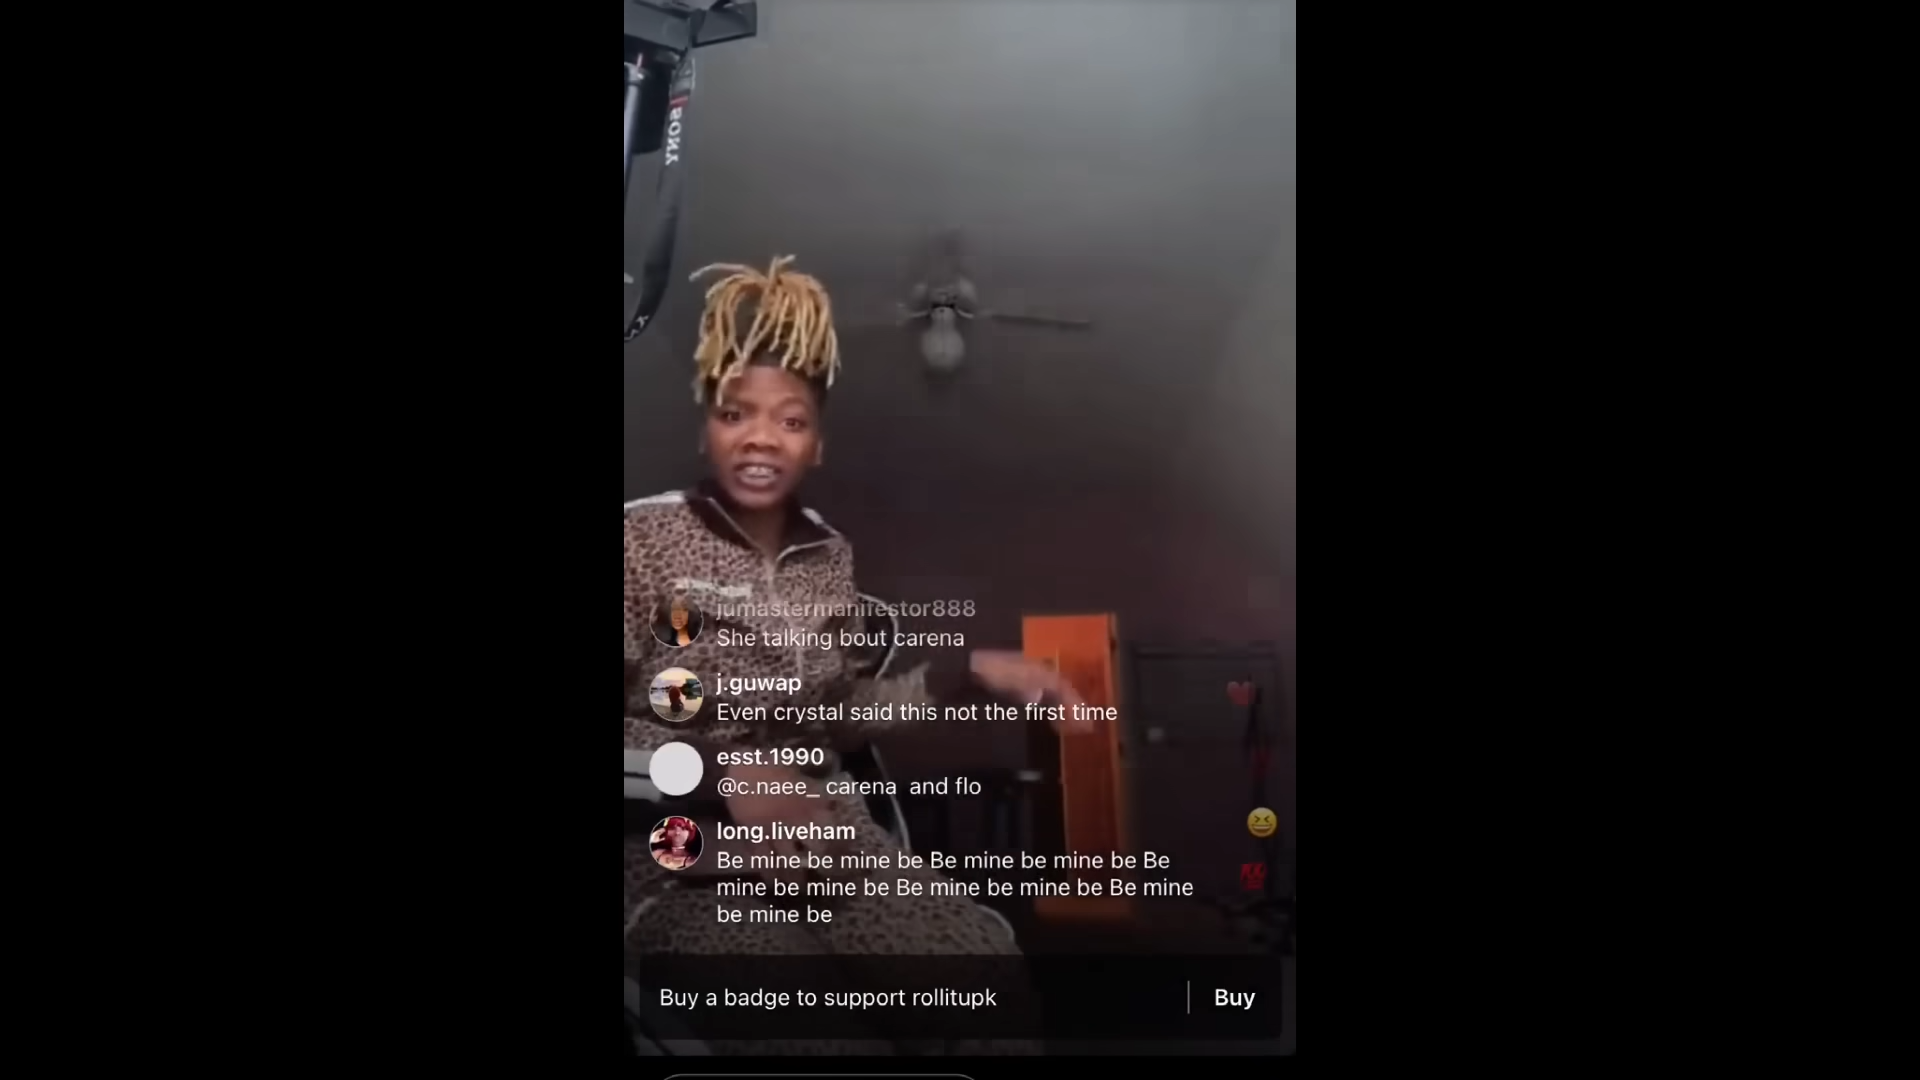 SONY
jumastermanifestor888
She talking bout carena
j.guwap
Even crystal said this not the first time
esst.1990
@c.naee_ carena and flo
long.liveham
Be mine be mine be Be mine be mine be Be
mine be mine be Be mine be mine be Be mine
be mine be
Buy a badge to support rollitupk
Buy